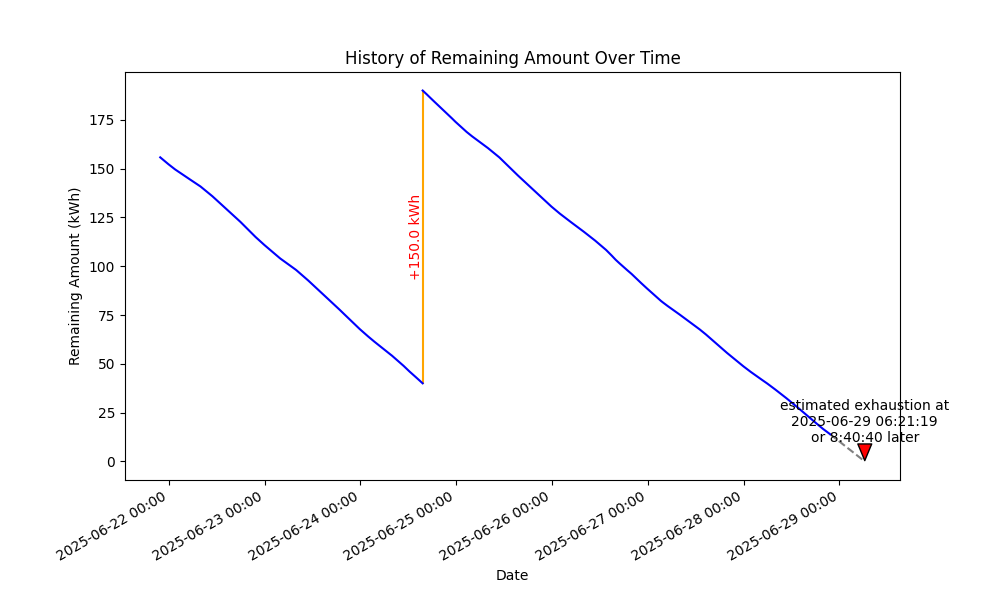 History of Remaining Amount Over Time
Remaining Amount (kWh)
175
150
125
100
75
50
25
0
+150.0 kWh
estimated exhaustion at
2025-06-29 06:21:19
or 8:40:40 later
2025-06-22 00:00
2025-06-23 00:00
2025-06-24 00:00
2025-06-25 00:00
2025-06-26 00:00
2025-06-27 00:00
2025-06-28 00:00
2025-06-29 00:00
Date